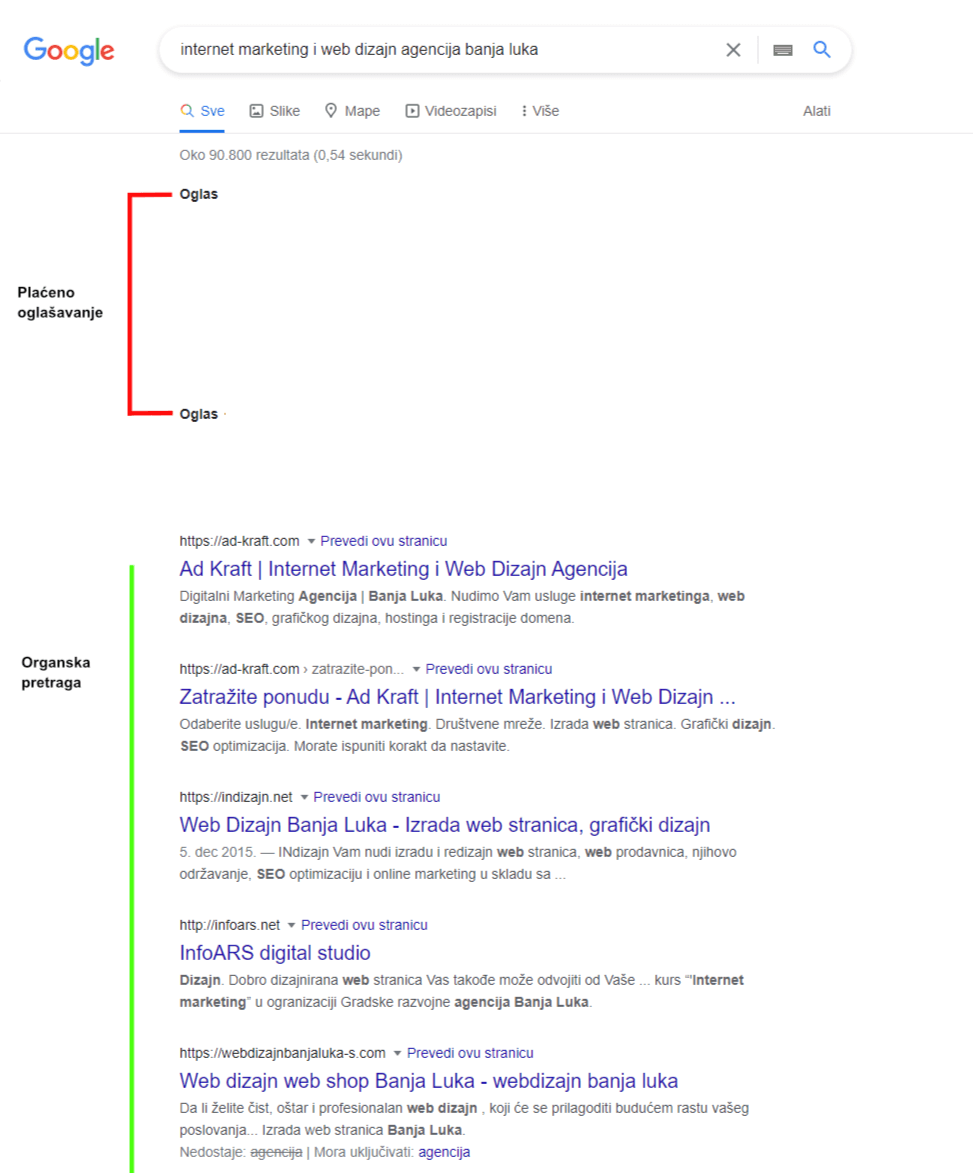 Google
internet marketing i web dizajn agencija banja luka
Sve Slike Mape Videozapisi Više Alati
Oko 90.800 rezultata (0,54 sekundi)
Oglas
Plaćeno
oglašavanje
Oglas ·
https://ad-kraft.com Prevedi ovu stranicu
Ad Kraft | Internet Marketing i Web Dizajn Agencija
Digitalni Marketing Agencija | Banja Luka. Nudimo Vam usluge internet marketinga, web
dizajna, SEO, grafičkog dizajna, hostinga i registracije domena.
Organska
pretraga
https://ad-kraft.com › zatrazite-pon... Prevedi ovu stranicu
Zatražite ponudu - Ad Kraft | Internet Marketing i Web Dizajn ...
Odaberite uslugu/e. Internet marketing. Društvene mreže. Izrada web stranica. Grafički dizajn.
SEO optimizacija. Morate ispuniti korakt da nastavite.
https://indizajn.net Prevedi ovu stranicu
Web Dizajn Banja Luka - Izrada web stranica, grafički dizajn
5. dec 2015. — INdizajn Vam nudi izradu i redizajn web stranica, web prodavnica, njihovo
održavanje, SEO optimizaciju i online marketing u skladu sa ...
http://infoars.net Prevedi ovu stranicu
InfoARS digital studio
Dizajn. Dobro dizajnirana web stranica Vas takođe može odvojiti od Vaše ... kurs “"Internet
marketing” u ogranizaciji Gradske razvojne agencija Banja Luka.
https://webdizajnbanjaluka-s.com Prevedi ovu stranicu
Web dizajn web shop Banja Luka - webdizajn banja luka
Da li želite čist, oštar i profesionalan web dizajn , koji će se prilagoditi budućem rastu vašeg
poslovanja... Izrada web stranica Banja Luka.
Nedostaje: agencija | Mora uključivati: agencija